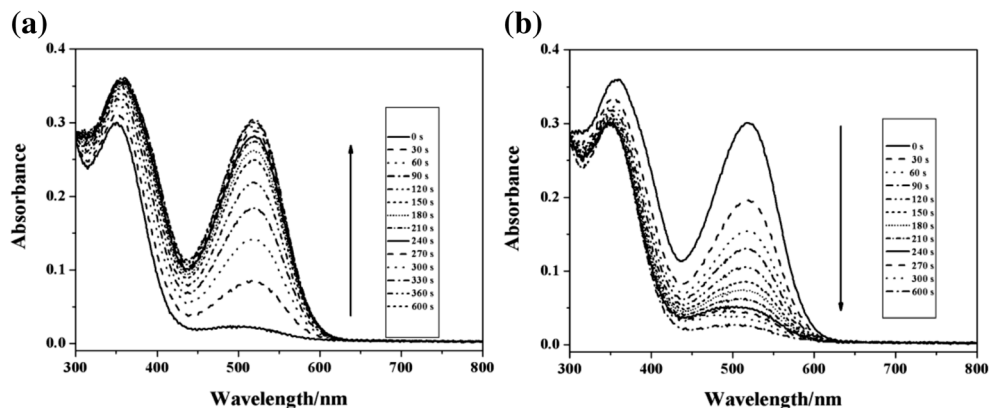 (a)
Absorbance
0.4
0.3
0.2
0.1
0.0
300 400 500 600 700 800
Wavelength/nm
0 s
30 s
60 s
90 s
120 s
150 s
180 s
210 s
240 s
270 s
300 s
330 s
360 s
600 s
(b)
Absorbance
0.4
0.3
0.2
0.1
0.0
300 400 500 600 700 800
Wavelength/nm
0 s
30 s
60 s
90 s
120 s
150 s
180 s
210 s
240 s
270 s
300 s
600 s